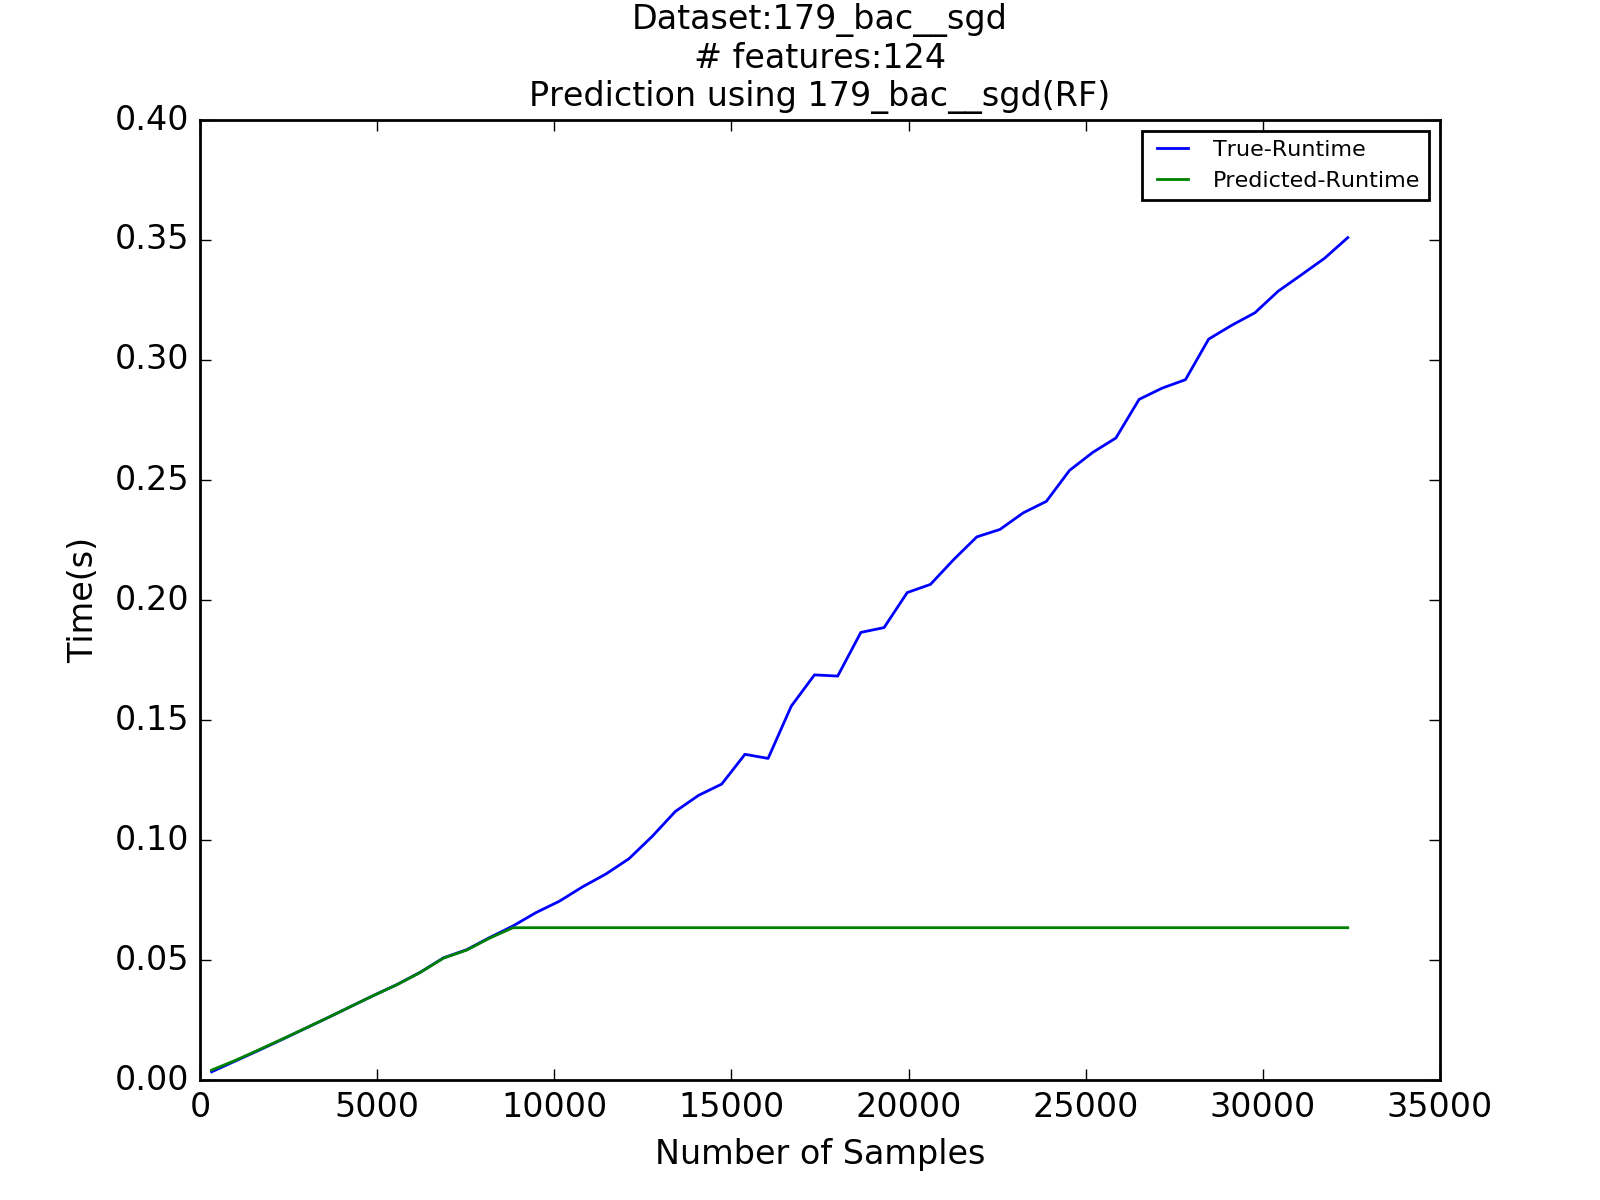 Dataset:179_bac__sgd
# features:124
Prediction using 179_bac__sgd(RF)
0.40
0.35
0.30
0.25
0.20
0.15
0.10
0.05
0.00
Time(s)
True-Runtime
Predicted-Runtime
0 5000 10000 15000 20000 25000 30000 35000
Number of Samples